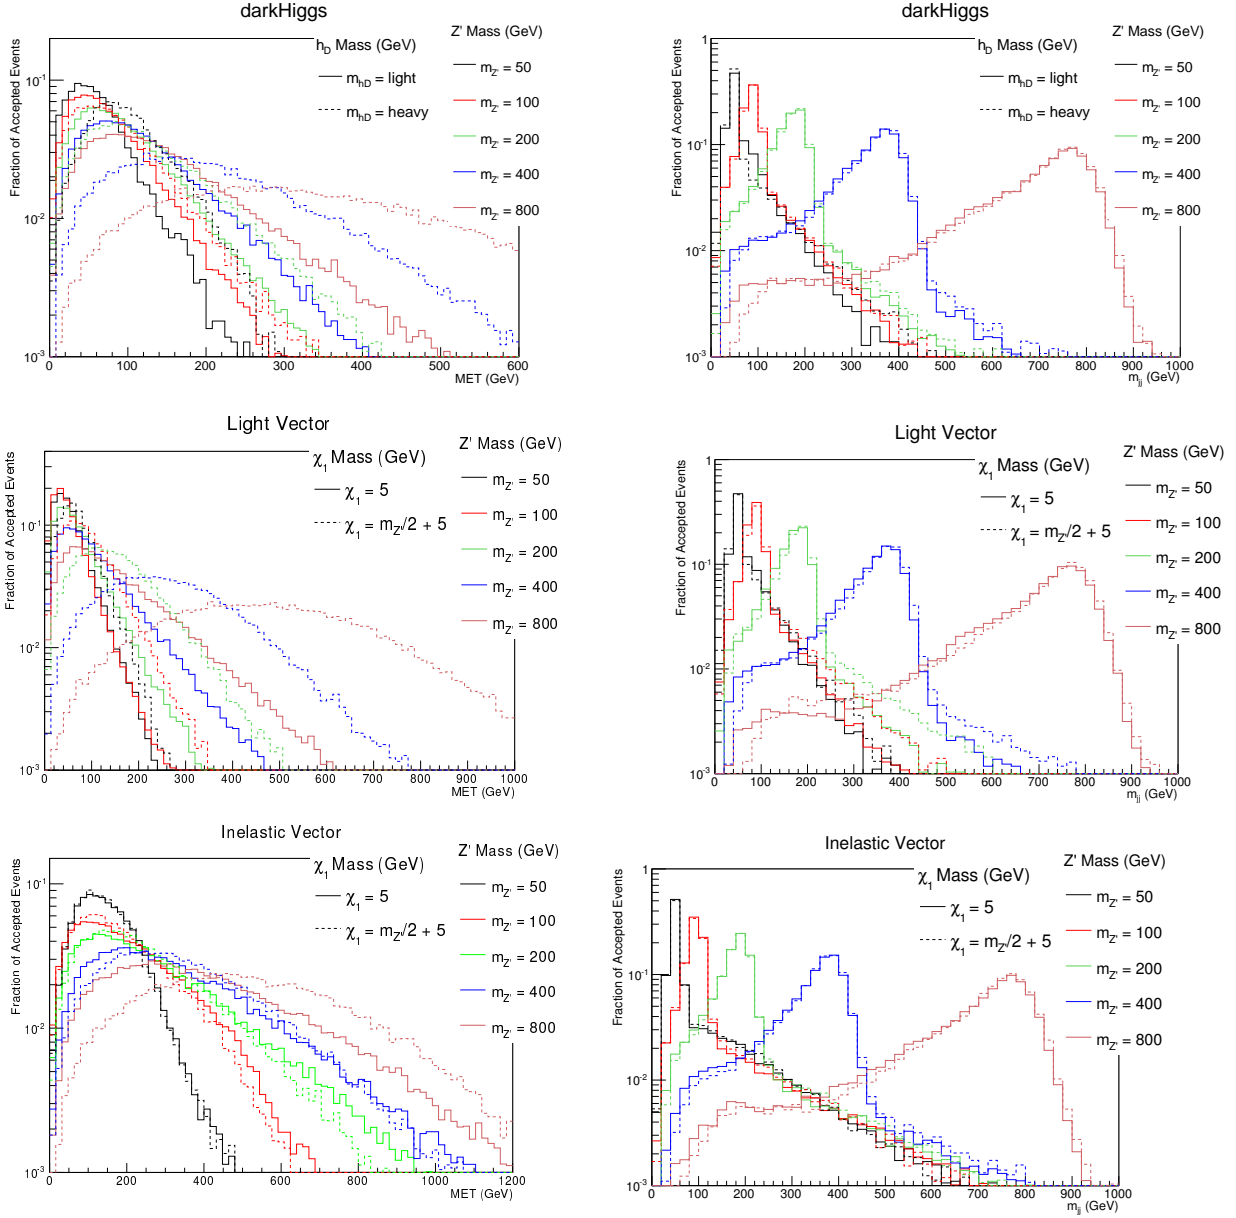 darkHiggs
Fraction of Accepted Events
10⁻¹
10⁻²
10⁻³
h_D Mass (GeV)
m_hD = light
m_hD = heavy
Z' Mass (GeV)
m_Z' = 50
m_Z' = 100
m_Z' = 200
m_Z' = 400
m_Z' = 800
0 100 200 300 400 500 600
MET (GeV)
darkHiggs
Fraction of Accepted Events
1
10⁻¹
10⁻²
10⁻³
h_D Mass (GeV)
m_hD = light
m_hD = heavy
Z' Mass (GeV)
m_Z' = 50
m_Z' = 100
m_Z' = 200
m_Z' = 400
m_Z' = 800
0 100 200 300 400 500 600 700 800 900 1000
m_jj (GeV)
Light Vector
Fraction of Accepted Events
10⁻¹
10⁻²
10⁻³
χ_1 Mass (GeV)
χ_1 = 5
χ_1 = m_Z'/2 + 5
Z' Mass (GeV)
m_Z' = 50
m_Z' = 100
m_Z' = 200
m_Z' = 400
m_Z' = 800
0 100 200 300 400 500 600 700 800 900 1000
MET (GeV)
Light Vector
Fraction of Accepted Events
1
10⁻¹
10⁻²
10⁻³
χ_1 Mass (GeV)
χ_1 = 5
χ_1 = m_Z'/2 + 5
Z' Mass (GeV)
m_Z' = 50
m_Z' = 100
m_Z' = 200
m_Z' = 400
m_Z' = 800
0 100 200 300 400 500 600 700 800 900 1000
m_jj (GeV)
Inelastic Vector
Fraction of Accepted Events
10⁻¹
10⁻²
10⁻³
χ_1 Mass (GeV)
χ_1 = 5
χ_1 = m_Z'/2 + 5
Z' Mass (GeV)
m_Z' = 50
m_Z' = 100
m_Z' = 200
m_Z' = 400
m_Z' = 800
0 200 400 600 800 1000 1200
MET (GeV)
Inelastic Vector
Fraction of Accepted Events
1
10⁻¹
10⁻²
10⁻³
χ_1 Mass (GeV)
χ_1 = 5
χ_1 = m_Z'/2 + 5
Z' Mass (GeV)
m_Z' = 50
m_Z' = 100
m_Z' = 200
m_Z' = 400
m_Z' = 800
0 100 200 300 400 500 600 700 800 900 1000
m_jj (GeV)